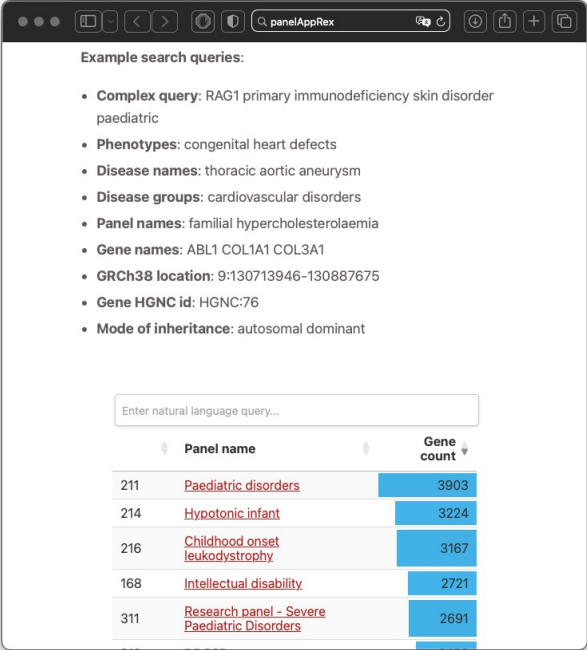 panelAppRex
Example search queries:
• Complex query: RAG1 primary immunodeficiency skin disorder
paediatric
• Phenotypes: congenital heart defects
• Disease names: thoracic aortic aneurysm
• Disease groups: cardiovascular disorders
• Panel names: familial hypercholesterolaemia
• Gene names: ABL1 COL1A1 COL3A1
• GRCh38 location: 9:130713946-130887675
• Gene HGNC id: HGNC:76
• Mode of inheritance: autosomal dominant
Enter natural language query...
Panel name Gene
count
211 Paediatric disorders 3903
214 Hypotonic infant 3224
216 Childhood onset
leukodystrophy 3167
168 Intellectual disability 2721
311 Research panel - Severe
Paediatric Disorders 2691